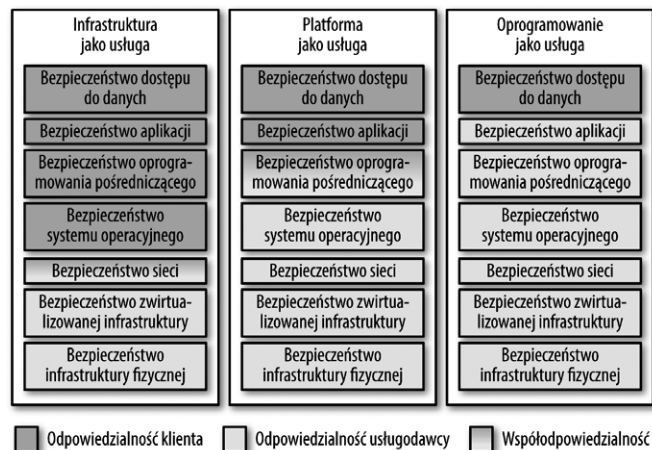 Infrastruktura
jako usługa
Bezpieczeństwo dostępu
do danych
Bezpieczeństwo aplikacji
Bezpieczeństwo oprogra-
mowania pośredniczącego
Bezpieczeństwo
systemu operacyjnego
Bezpieczeństwo sieci
Bezpieczeństwo zwirtua-
lizowanej infrastruktury
Bezpieczeństwo
infrastruktury fizycznej
Platforma
jako usługa
Bezpieczeństwo dostępu
do danych
Bezpieczeństwo aplikacji
Bezpieczeństwo oprogra-
mowania pośredniczącego
Bezpieczeństwo
systemu operacyjnego
Bezpieczeństwo sieci
Bezpieczeństwo zwirtua-
lizowanej infrastruktury
Bezpieczeństwo
infrastruktury fizycznej
Oprogramowanie
jako usługa
Bezpieczeństwo dostępu
do danych
Bezpieczeństwo aplikacji
Bezpieczeństwo oprogra-
mowania pośredniczącego
Bezpieczeństwo
systemu operacyjnego
Bezpieczeństwo sieci
Bezpieczeństwo zwirtua-
lizowanej infrastruktury
Bezpieczeństwo
infrastruktury fizycznej
Odpowiedzialność klienta
Odpowiedzialność usługodawcy
Współodpowiedzialność